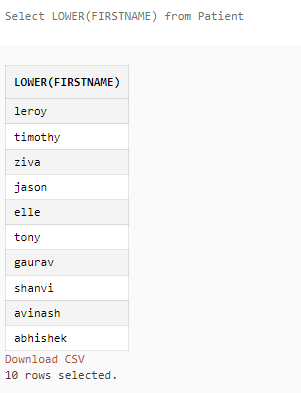 Select LOWER(FIRSTNAME) from Patient
LOWER(FIRSTNAME)
leroy
timothy
ziva
jason
elle
tony
gaurav
shanvi
avinash
abhishek
Download CSV
10 rows selected.